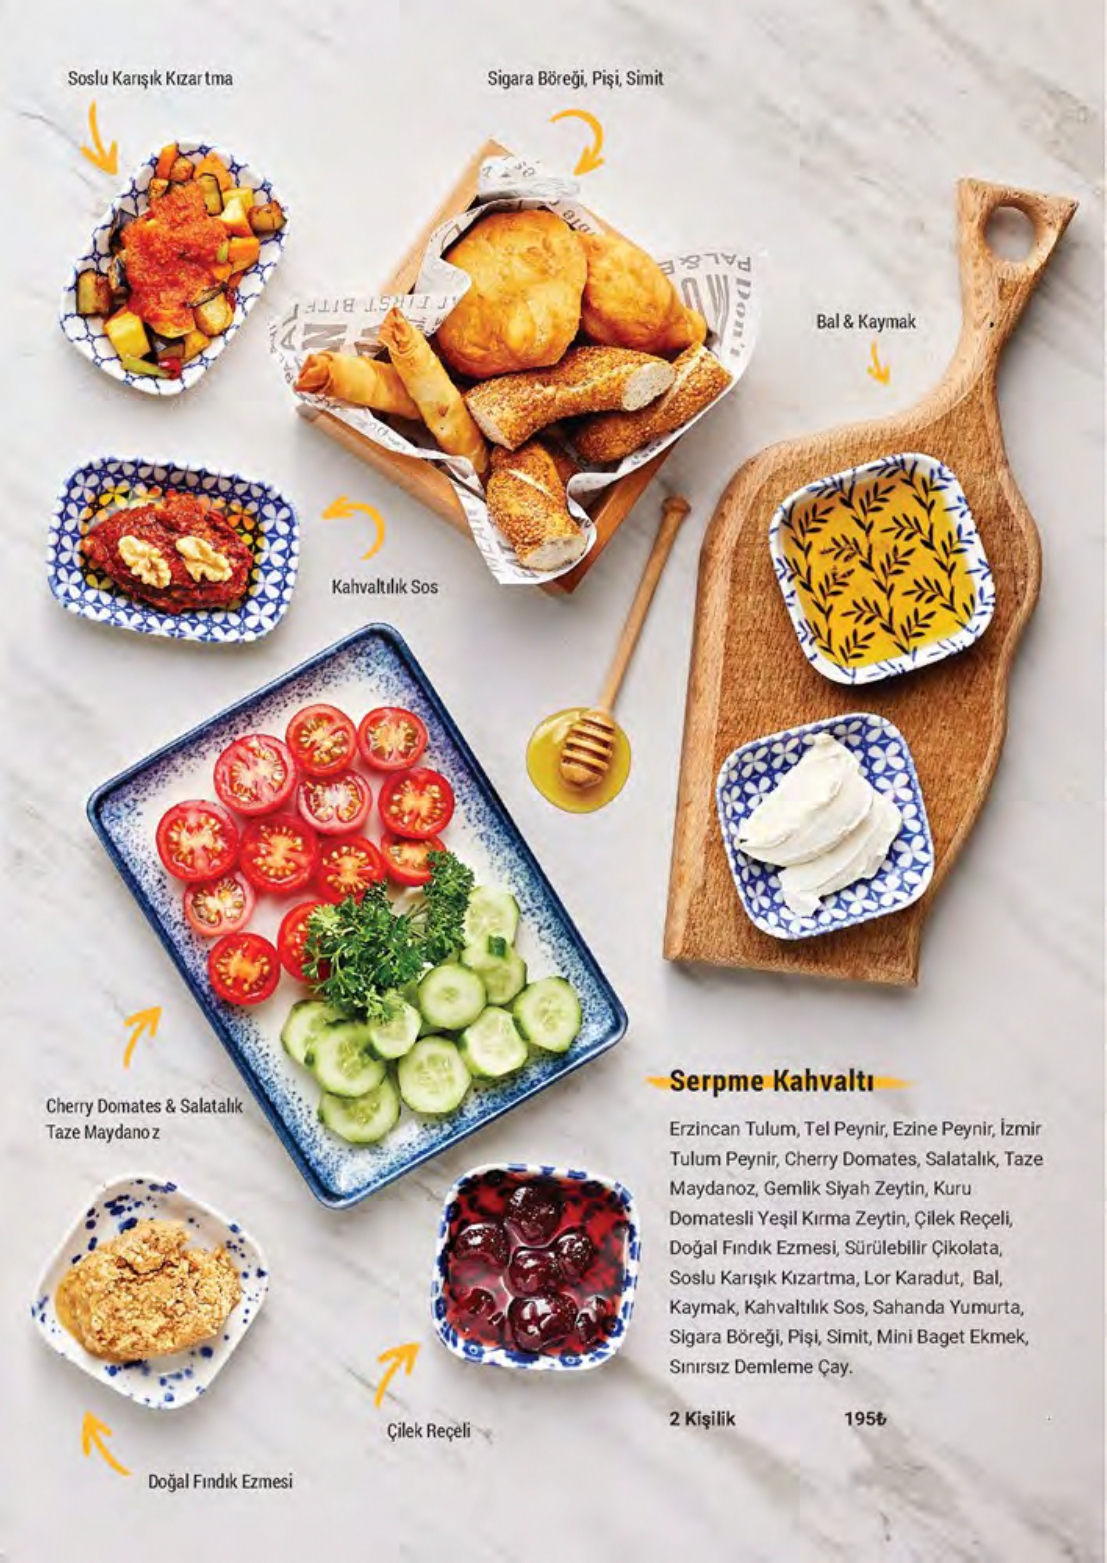 Soslu Karışık Kızartma
Sigara Böreği, Pişi, Simit
Bal & Kaymak
Kahvaltılık Sos
Cherry Domates & Salatalık
Taze Maydanoz
Serpme Kahvaltı
Erzincan Tulum, Tel Peynir, Ezine Peynir, İzmir
Tulum Peynir, Cherry Domates, Salatalık, Taze
Maydanoz, Gemlik Siyah Zeytin, Kuru
Domatesli Yeşil Kırma Zeytin, Çilek Reçeli,
Doğal Fındık Ezmesi, Sürülebilir Çikolata,
Soslu Karışık Kızartma, Lor Karadut, Bal,
Kaymak, Kahvaltılık Sos, Sahanda Yumurta,
Sigara Böreği, Pişi, Simit, Mini Baget Ekmek,
Sınırsız Demleme Çay.
2 Kişilik 195₺
Çilek Reçeli
Doğal Fındık Ezmesi
AT FIRST BITE
Don's